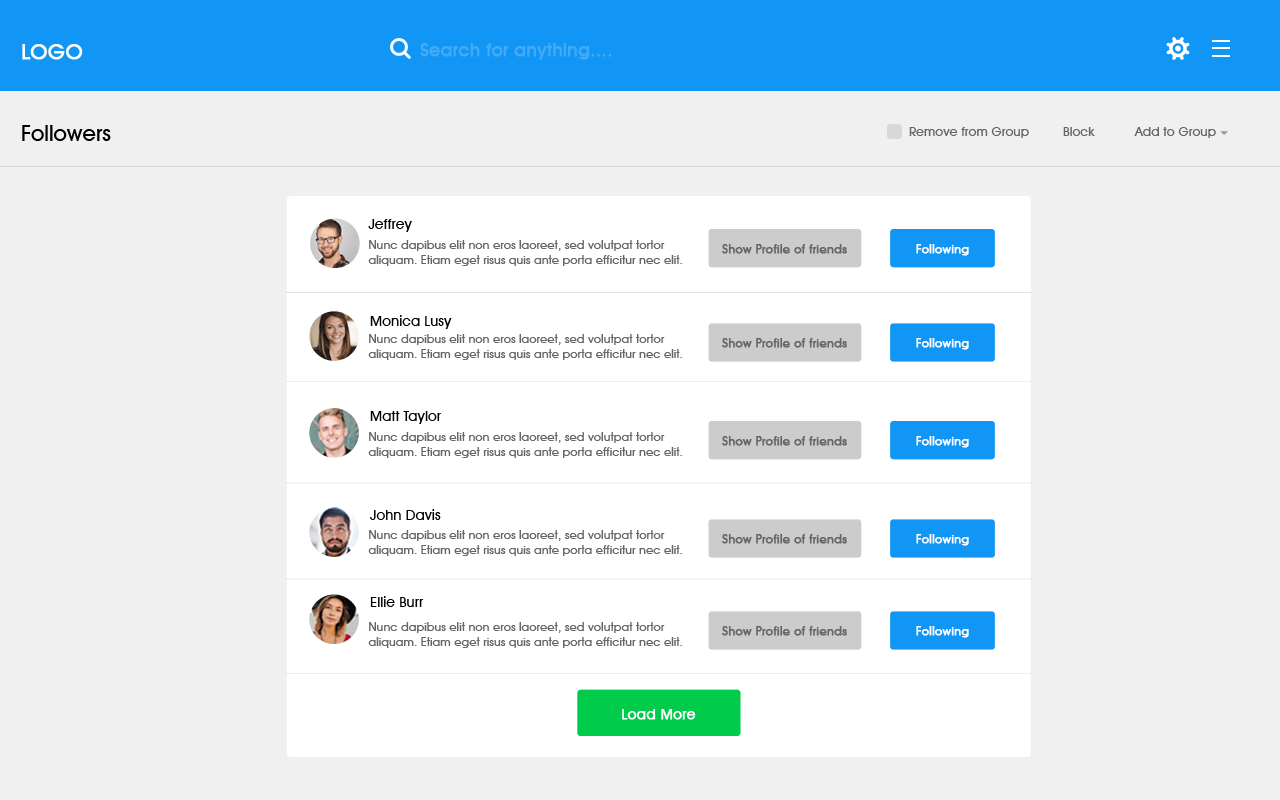 LOGO
Search for anything....
Followers
Remove from Group
Block
Add to Group
Jeffrey
Nunc dapibus elit non eros laoreet, sed volutpat tortor
aliquam. Etiam eget risus quis ante porta efficitur nec elit.
Show Profile of friends
Following
Monica Lusy
Nunc dapibus elit non eros laoreet, sed volutpat tortor
aliquam. Etiam eget risus quis ante porta efficitur nec elit.
Show Profile of friends
Following
Matt Taylor
Nunc dapibus elit non eros laoreet, sed volutpat tortor
aliquam. Etiam eget risus quis ante porta efficitur nec elit.
Show Profile of friends
Following
John Davis
Nunc dapibus elit non eros laoreet, sed volutpat tortor
aliquam. Etiam eget risus quis ante porta efficitur nec elit.
Show Profile of friends
Following
Ellie Burr
Nunc dapibus elit non eros laoreet, sed volutpat tortor
aliquam. Etiam eget risus quis ante porta efficitur nec elit.
Show Profile of friends
Following
Load More